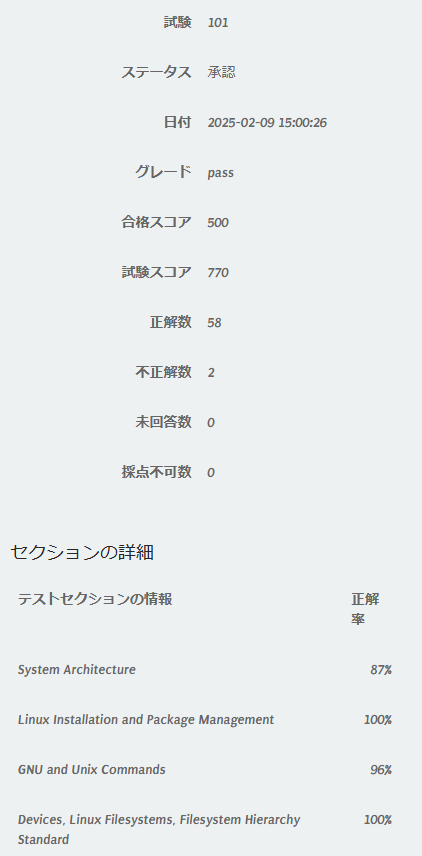 試験 101
ステータス 承認
日付 2025-02-09 15:00:26
グレード pass
合格スコア 500
試験スコア 770
正解数 58
不正解数 2
未回答数 0
採点不可数 0
セクションの詳細
テストセクションの情報 正解
率
System Architecture 87%
Linux Installation and Package Management 100%
GNU and Unix Commands 96%
Devices, Linux Filesystems, Filesystem Hierarchy 100%
Standard